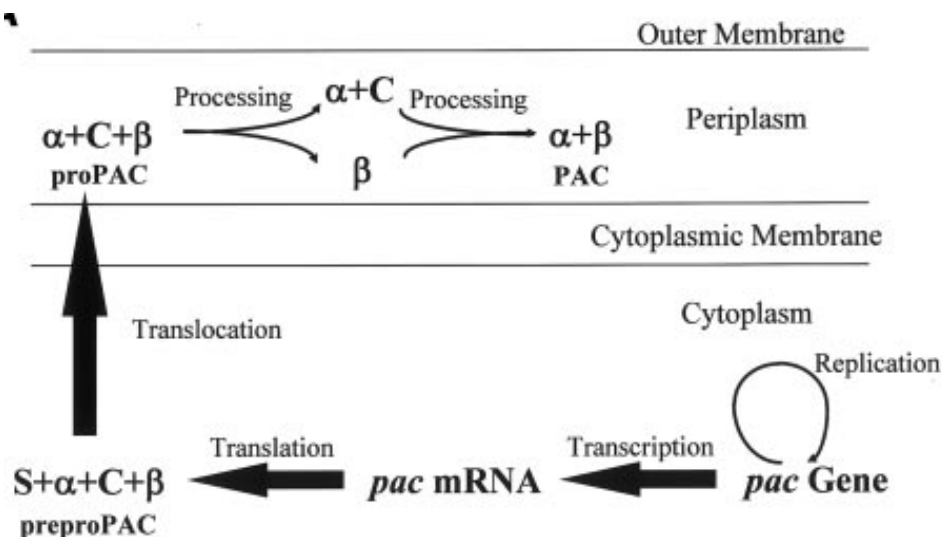 Outer Membrane
Processing
α+C
Processing
Periplasm
α+C+β
proPAC
β
α+β
PAC
Cytoplasmic Membrane
Translocation
Cytoplasm
Replication
Translation
Transcription
S+α+C+β
preproPAC
pac mRNA
pac Gene